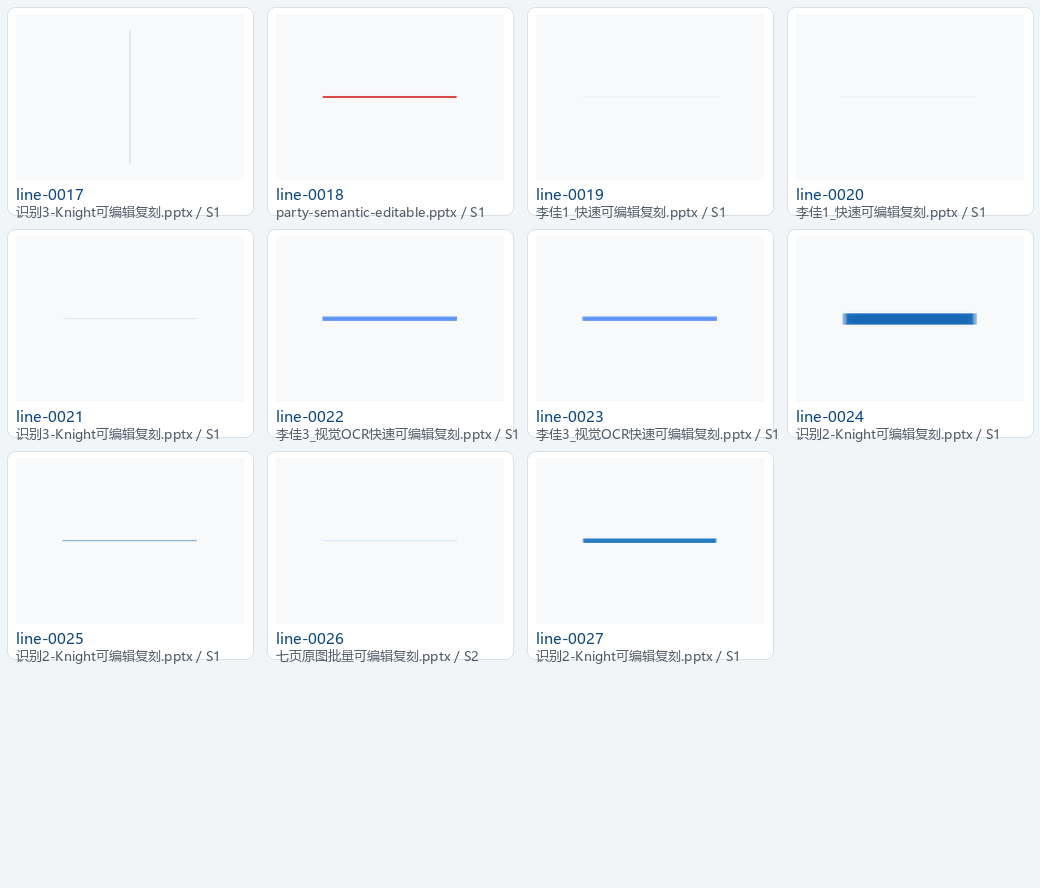 line-0017
识别3-Knight可编辑复刻.pptx / S1
line-0018
party-semantic-editable.pptx / S1
line-0019
李佳1_快速可编辑复刻.pptx / S1
line-0020
李佳1_快速可编辑复刻.pptx / S1
line-0021
识别3-Knight可编辑复刻.pptx / S1
line-0022
李佳3_视觉OCR快速可编辑复刻.pptx / S1
line-0023
李佳3_视觉OCR快速可编辑复刻.pptx / S1
line-0024
识别2-Knight可编辑复刻.pptx / S1
line-0025
识别2-Knight可编辑复刻.pptx / S1
line-0026
七页原图批量可编辑复刻.pptx / S2
line-0027
识别2-Knight可编辑复刻.pptx / S1